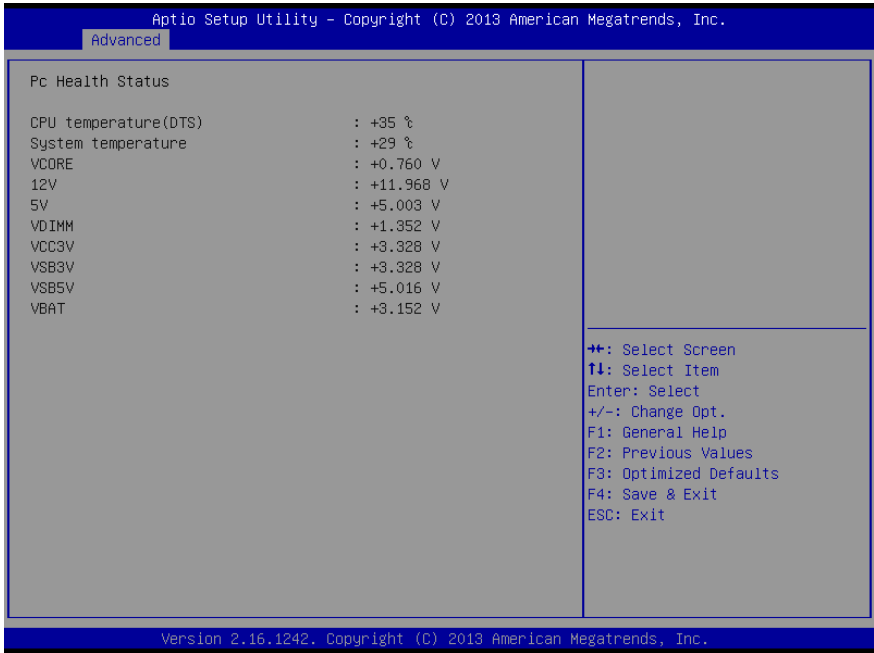 Aptio Setup Utility – Copyright (C) 2013 American Megatrends, Inc.
Advanced
Pc Health Status
CPU temperature(DTS) : +35 ℃
System temperature : +29 ℃
VCORE : +0.760 V
12V : +11.968 V
5V : +5.003 V
VDIMM : +1.352 V
VCC3V : +3.328 V
VSB3V : +3.328 V
VSB5V : +5.016 V
VBAT : +3.152 V
→←: Select Screen
↑↓: Select Item
Enter: Select
+/-: Change Opt.
F1: General Help
F2: Previous Values
F3: Optimized Defaults
F4: Save & Exit
ESC: Exit
Version 2.16.1242. Copyright (C) 2013 American Megatrends, Inc.